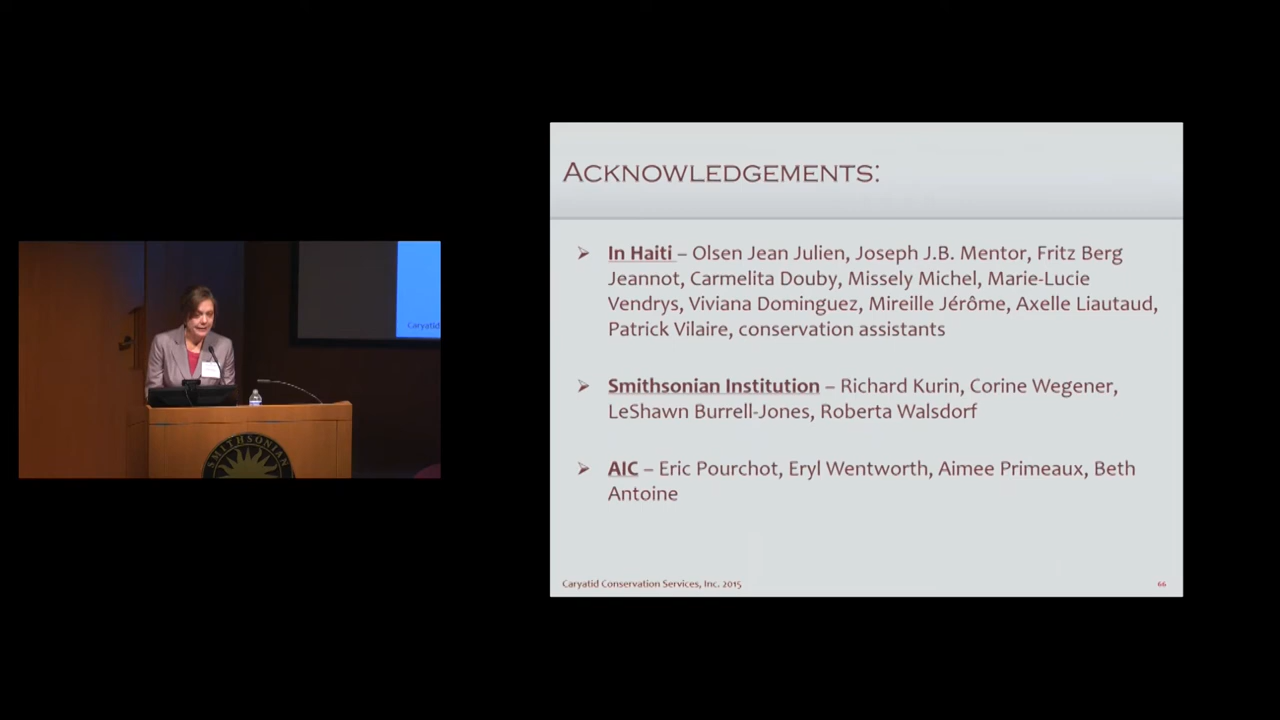 ACKNOWLEDGEMENTS:
In Haiti – Olsen Jean Julien, Joseph J.B. Mentor, Fritz Berg
Jeannot, Carmelita Douby, Missely Michel, Marie-Lucie
Vendrys, Viviana Dominguez, Mireille Jérôme, Axelle Liautaud,
Patrick Vilaire, conservation assistants
Smithsonian Institution – Richard Kurin, Corine Wegener,
LeShawn Burrell-Jones, Roberta Walsdorf
AIC – Eric Pourchot, Eryl Wentworth, Aimee Primeaux, Beth
Antoine
Caryatid Conservation Services, Inc. 2015
66
Caryatid
SMITHSONIAN